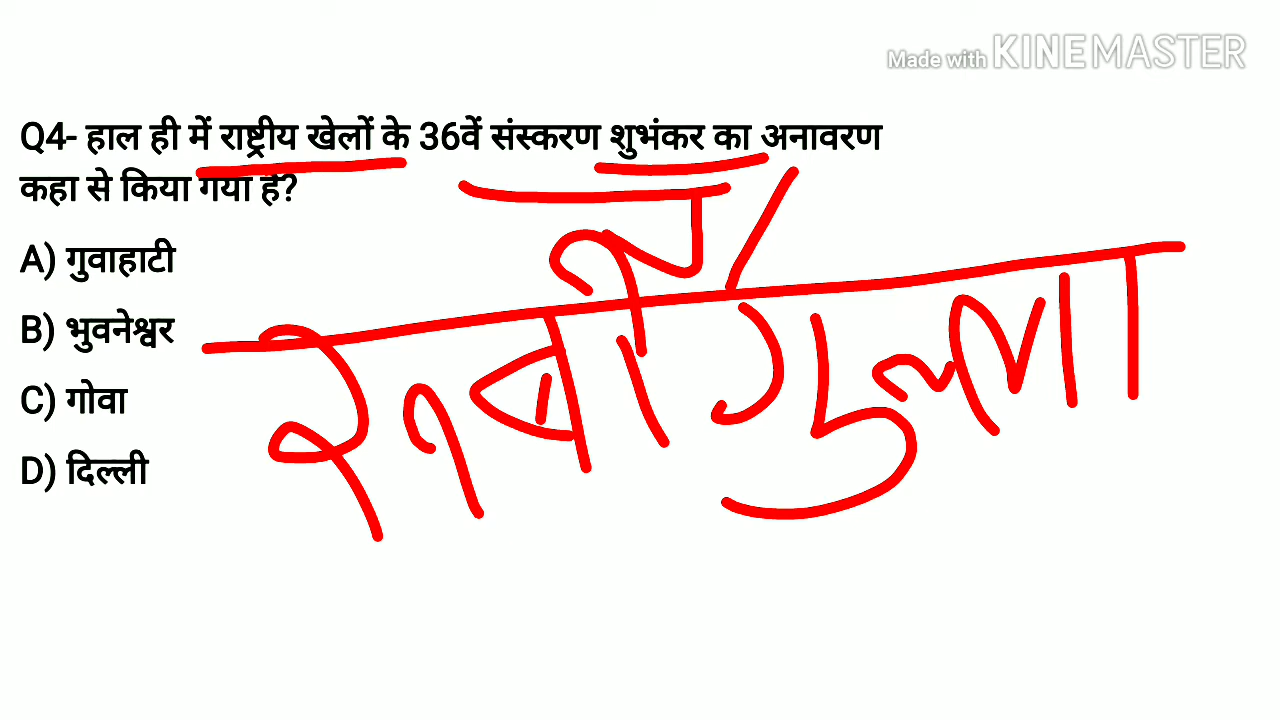 Made with KINEMASTER
Q4- हाल ही में राष्ट्रीय खेलों के 36वें संस्करण शुभंकर का अनावरण
कहा से किया गया है?
A) गुवाहाटी
B) भुवनेश्वर
C) गोवा
D) दिल्ली